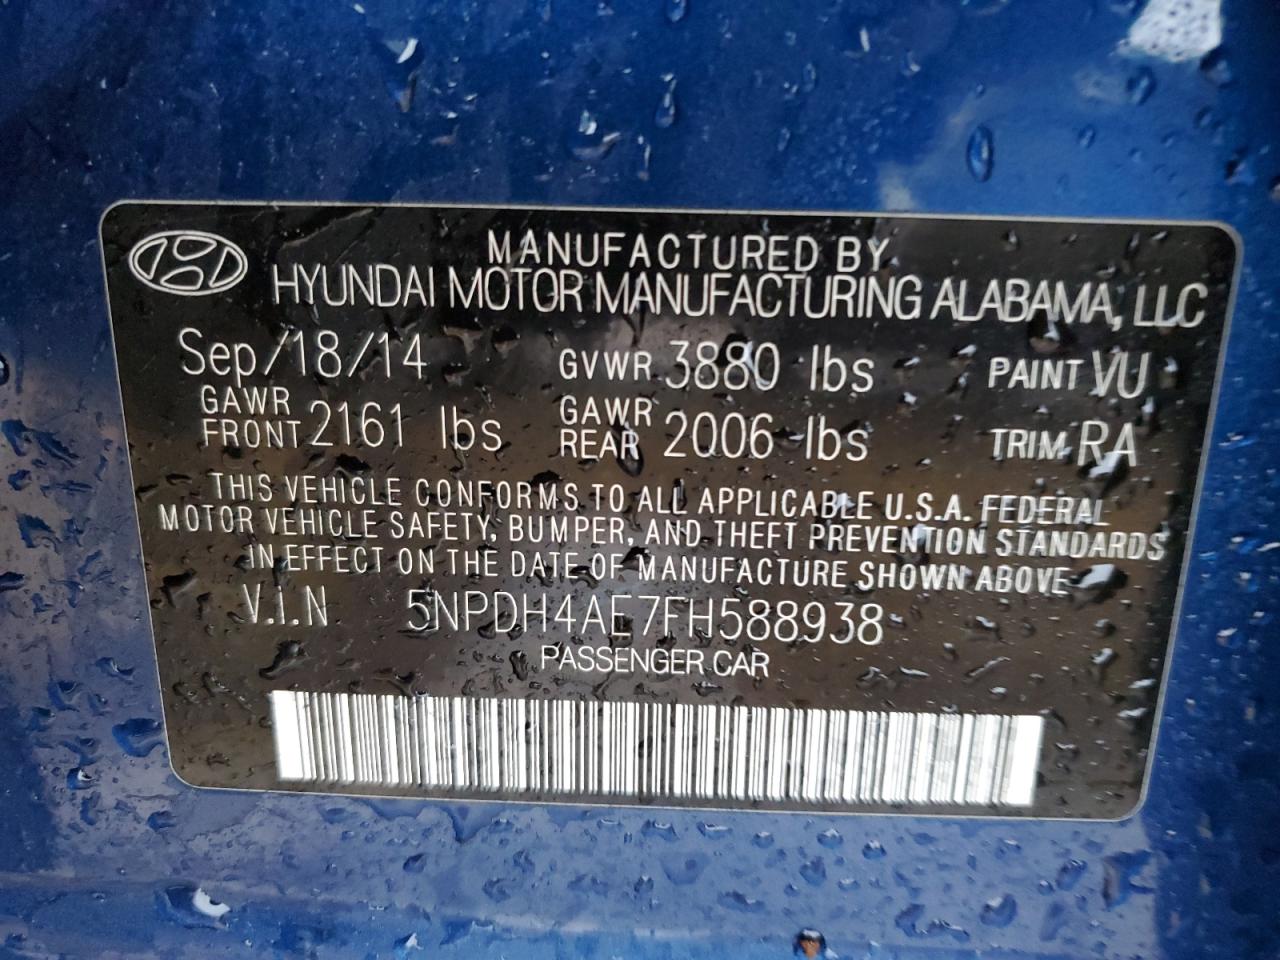 MANUFACTURED BY
HYUNDAI MOTOR MANUFACTURING ALABAMA, LLC
Sep/18/14 GVWR 3880 lbs PAINT VU
GAWR FRONT 2161 lbs GAWR REAR 2006 lbs TRIM RA
THIS VEHICLE CONFORMS TO ALL APPLICABLE U.S.A. FEDERAL
MOTOR VEHICLE SAFETY, BUMPER, AND THEFT PREVENTION STANDARDS
IN EFFECT ON THE DATE OF MANUFACTURE SHOWN ABOVE
V.I.N 5NPDH4AE7FH588938
PASSENGER CAR